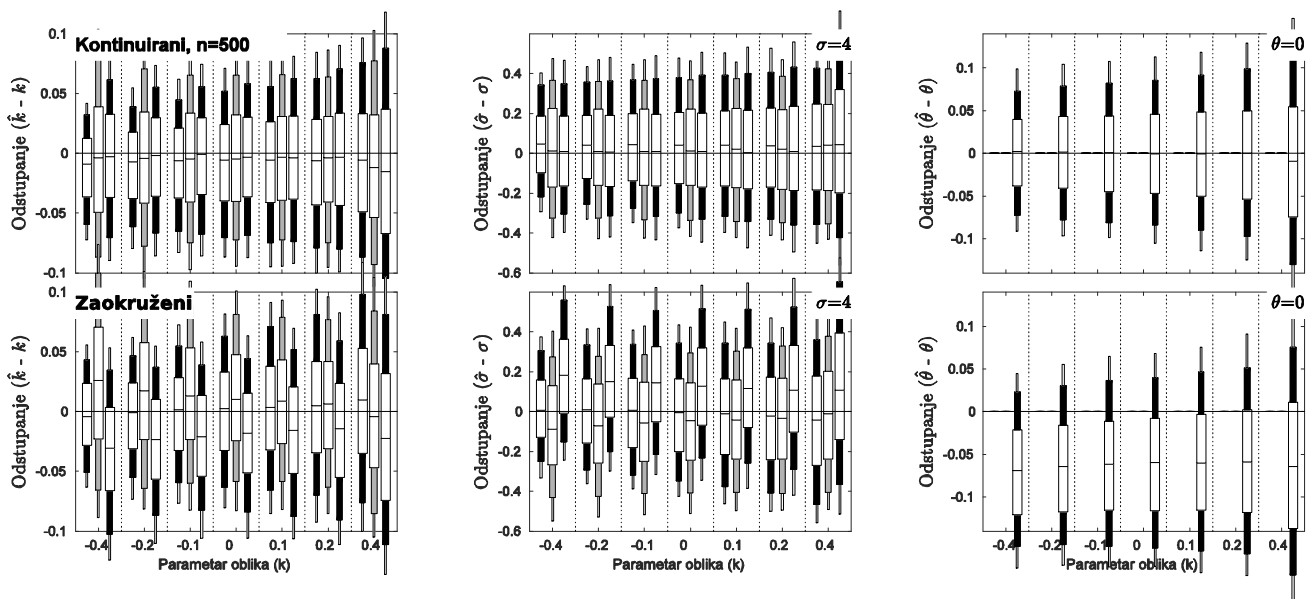 Kontinuirani, n=500
0.1
0.05
0
-0.05
-0.1
Odstupanje (k̂ - k)
σ=4
0.4
0.2
0
-0.2
-0.4
-0.6
Odstupanje (σ̂ - σ)
θ=0
0.1
0.05
0
-0.05
-0.1
Odstupanje (θ̂ - θ)
Zaokruženi
0.1
0.05
0
-0.05
-0.1
Odstupanje (k̂ - k)
-0.4 -0.2 0 0.1 0.2 0.4
Parametar oblika (k)
σ=4
0.4
0.2
0
-0.2
-0.4
-0.6
Odstupanje (σ̂ - σ)
-0.4 -0.2 -0.1 0 0.1 0.2 0.4
Parametar oblika (k)
θ=0
0.1
0.05
0
-0.05
-0.1
Odstupanje (θ̂ - θ)
-0.4 -0.2 -0.1 0 0.1 0.2 0.4
Parametar oblika (k)